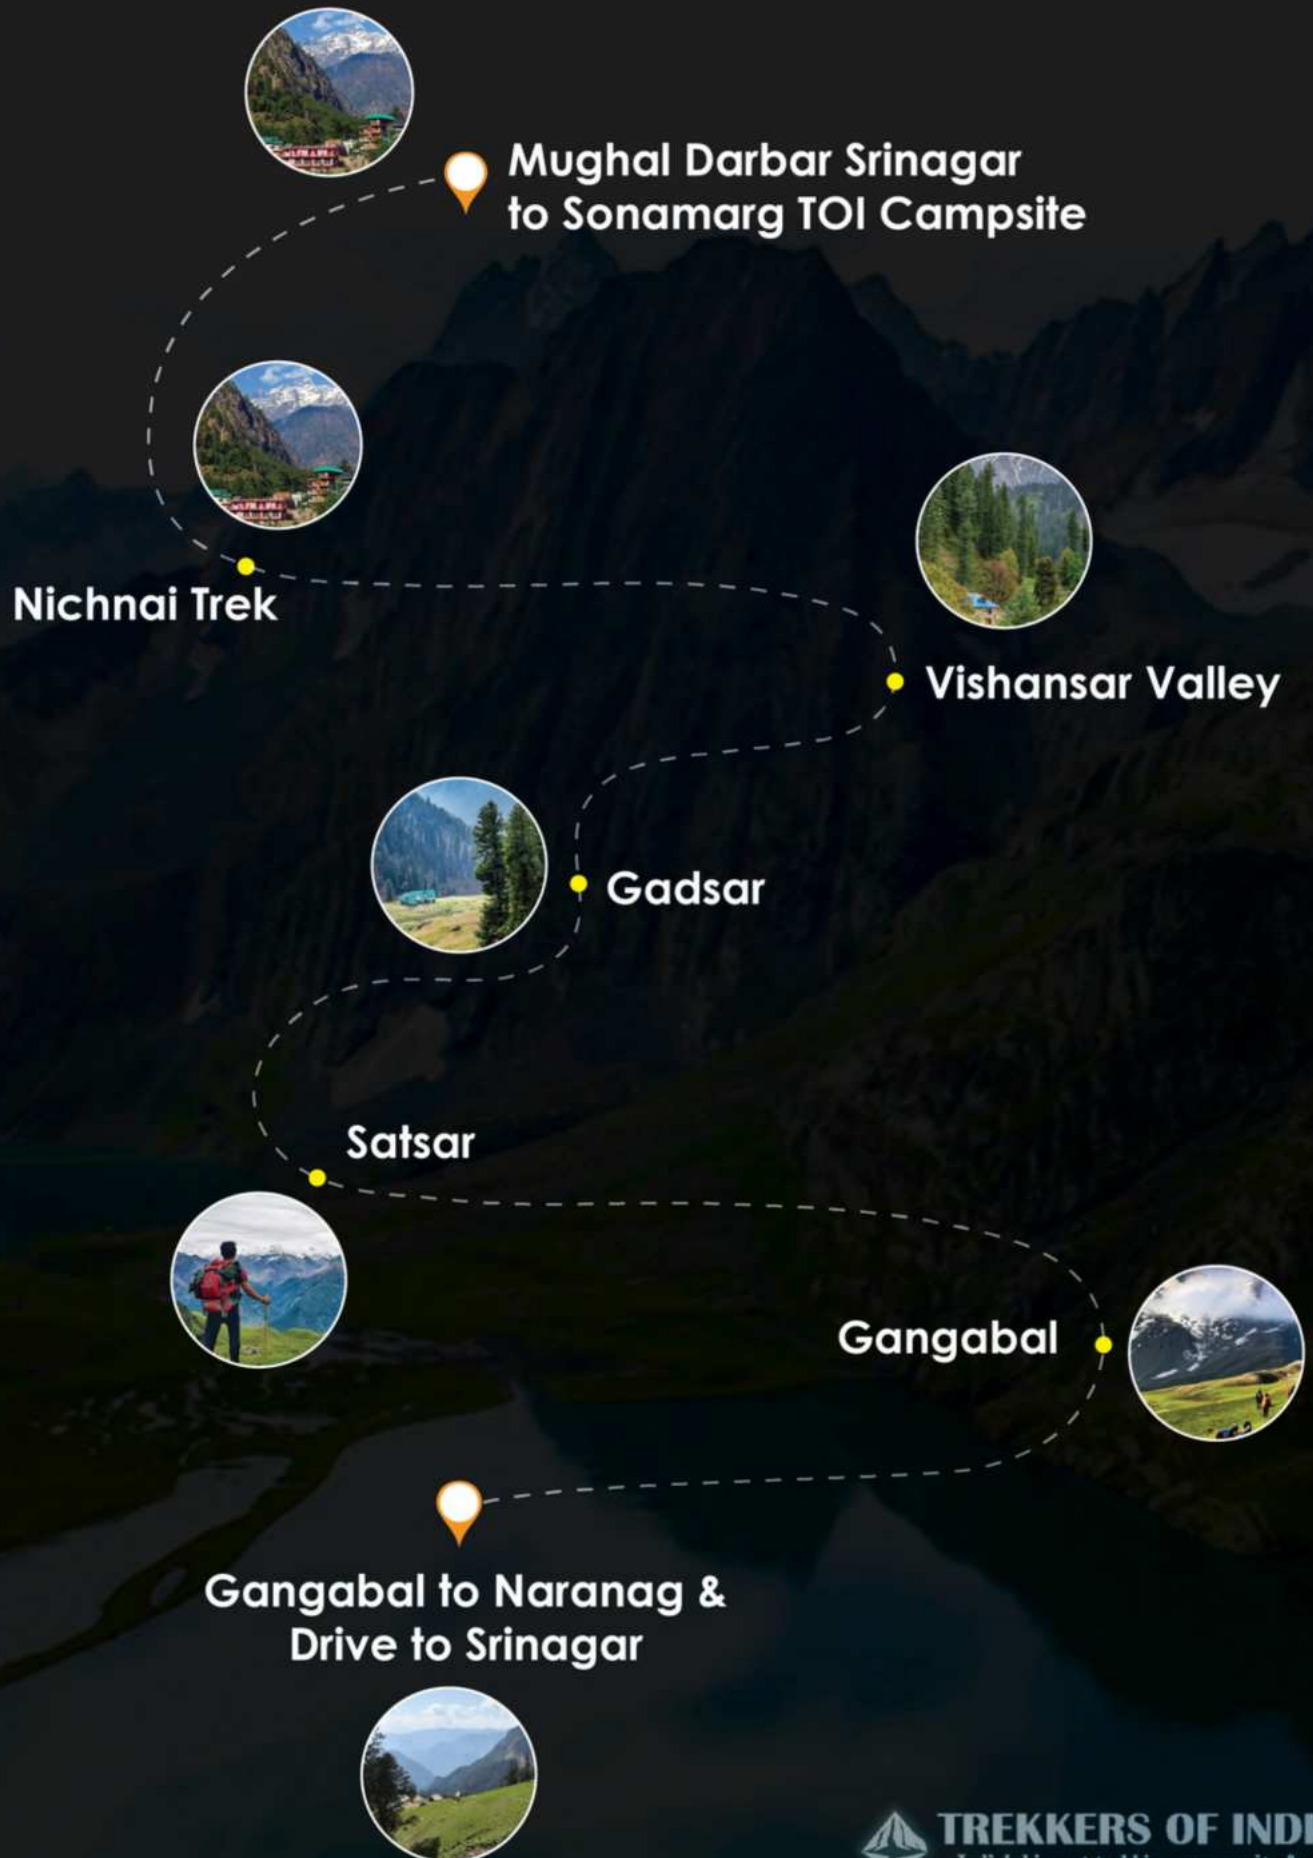 Mughal Darbar Srinagar
to Sonamarg TOI Campsite
Nichnai Trek
Vishansar Valley
Gadsar
Satsar
Gangabal
Gangabal to Naranag &
Drive to Srinagar
TREKKERS OF INDI